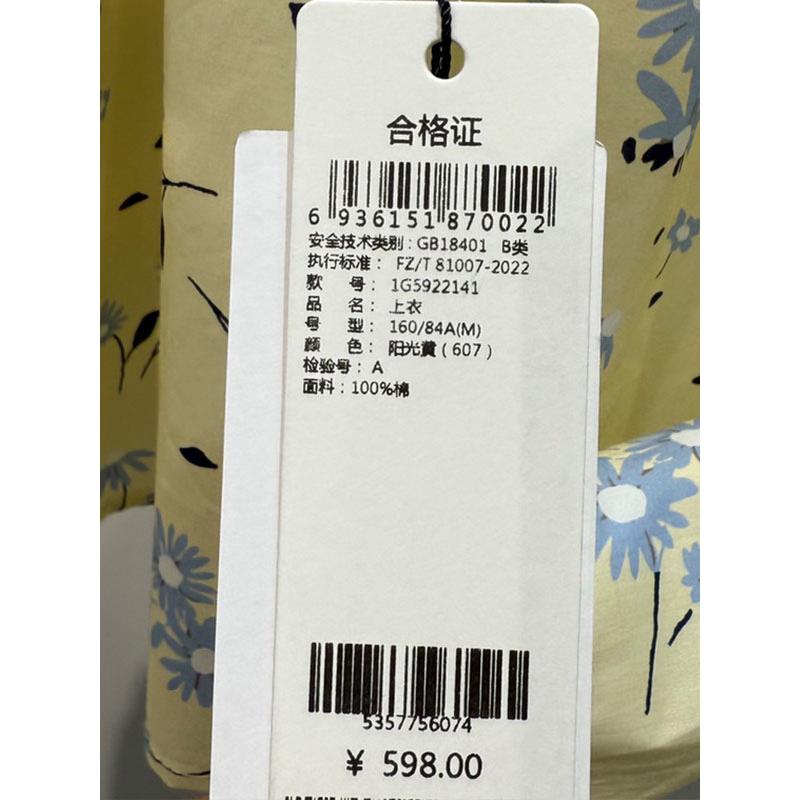 合格证
6 936151 870022
安全技术类别：GB18401 B类
执行标准： FZ/T 81007-2022
款 号： 1G5922141
品 名： 上衣
号 型： 160/84A(M)
颜 色： 阳光黄（607）
检验号： A
面料：100%棉
5357756074
¥ 598.00